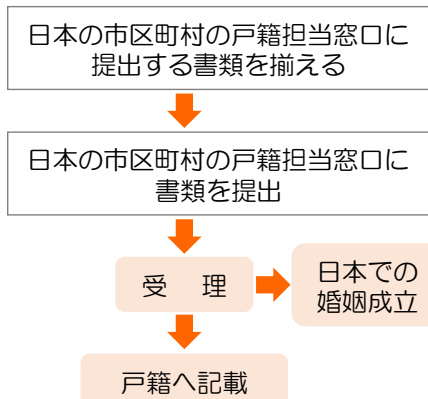 日本の市区町村の戸籍担当窓口に
提出する書類を揃える
日本の市区町村の戸籍担当窓口に
書類を提出
受　理
日本での
婚姻成立
戸籍へ記載